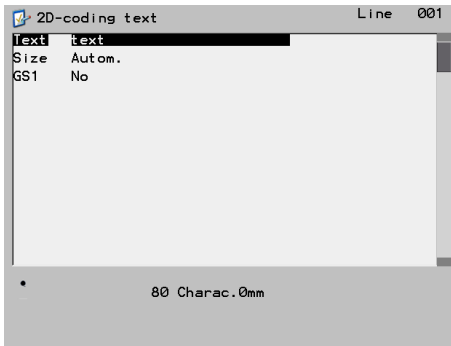 2D-coding text Line 001
Text text
Size Autom.
GS1 No
80 Charac.0mm